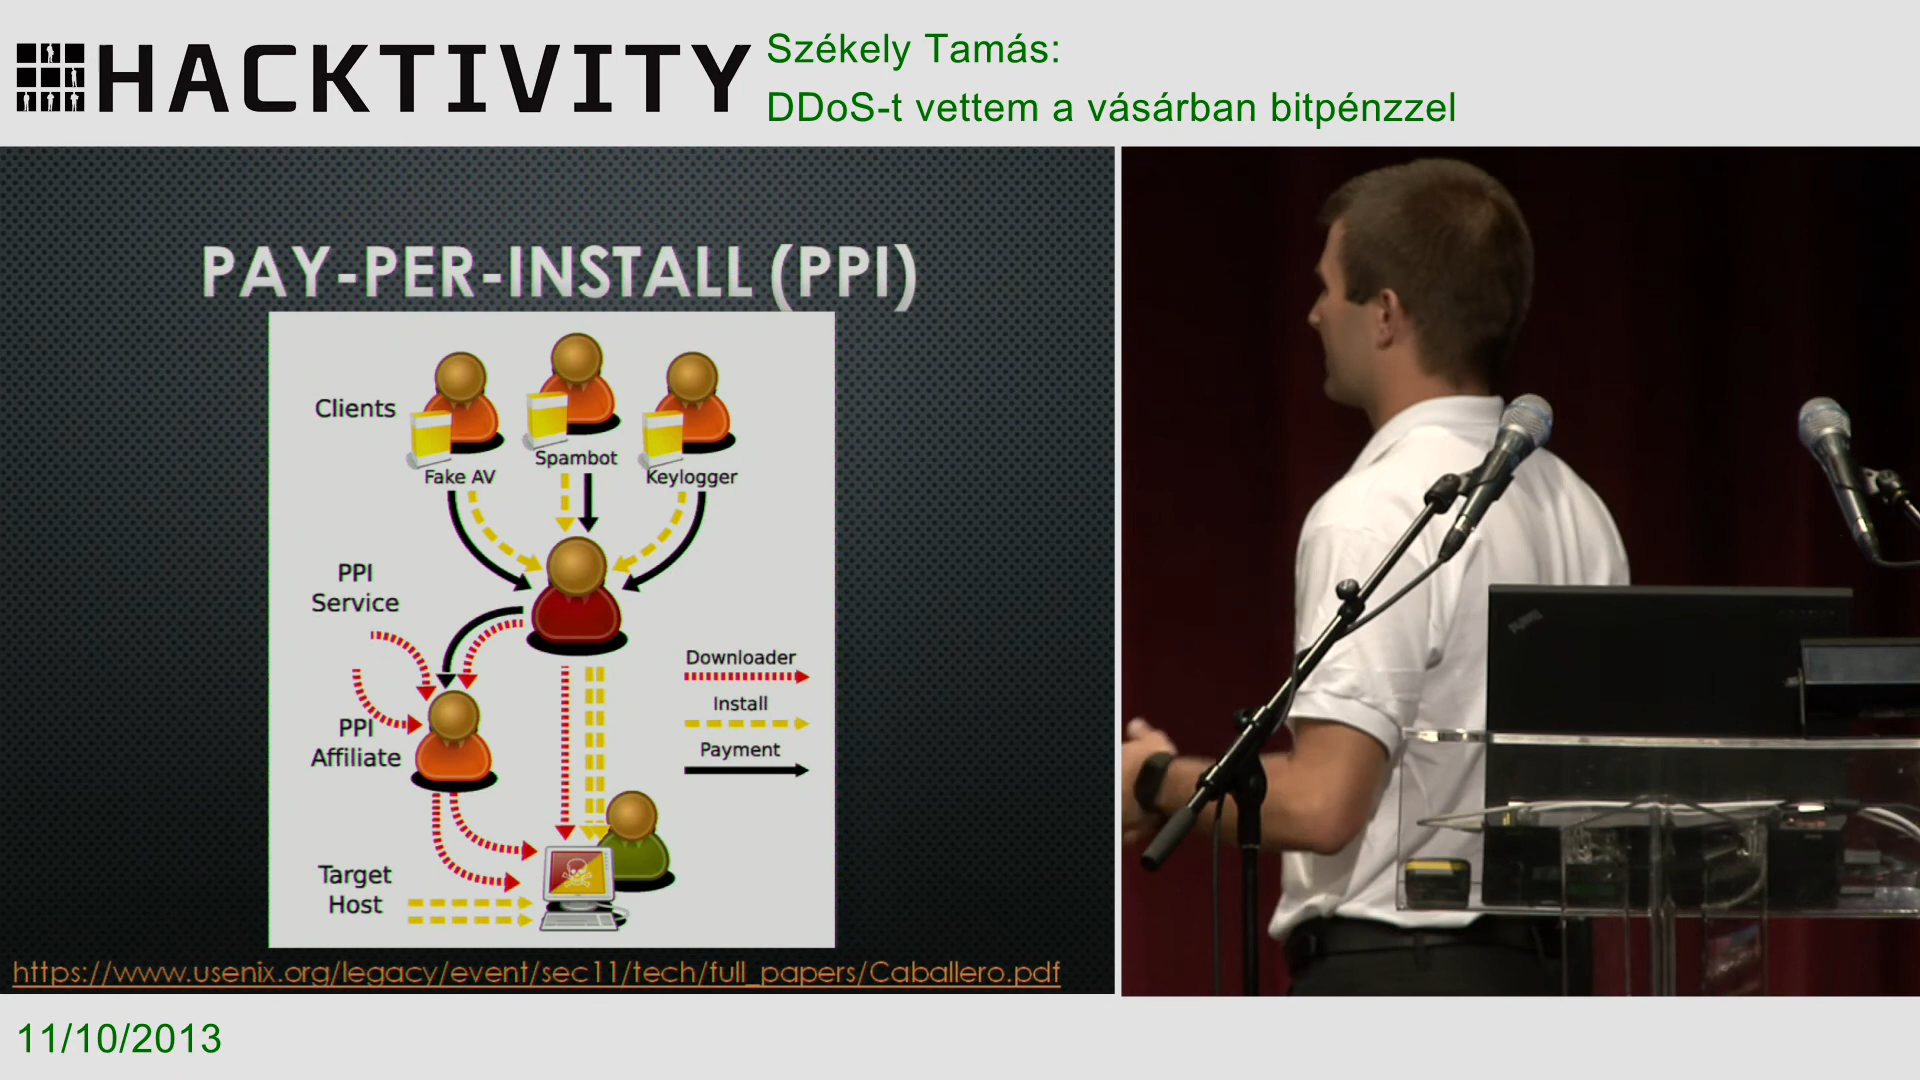 HACKTIVITY
Székely Tamás:
DDoS-t vettem a vásárban bitpénzzel
PAY-PER-INSTALL (PPI)
Clients
Fake AV
Spambot
Keylogger
PPI
Service
Downloader
Install
Payment
PPI
Affiliate
Target
Host
https://www.usenix.org/legacy/event/sec11/tech/full_papers/Caballero.pdf
11/10/2013